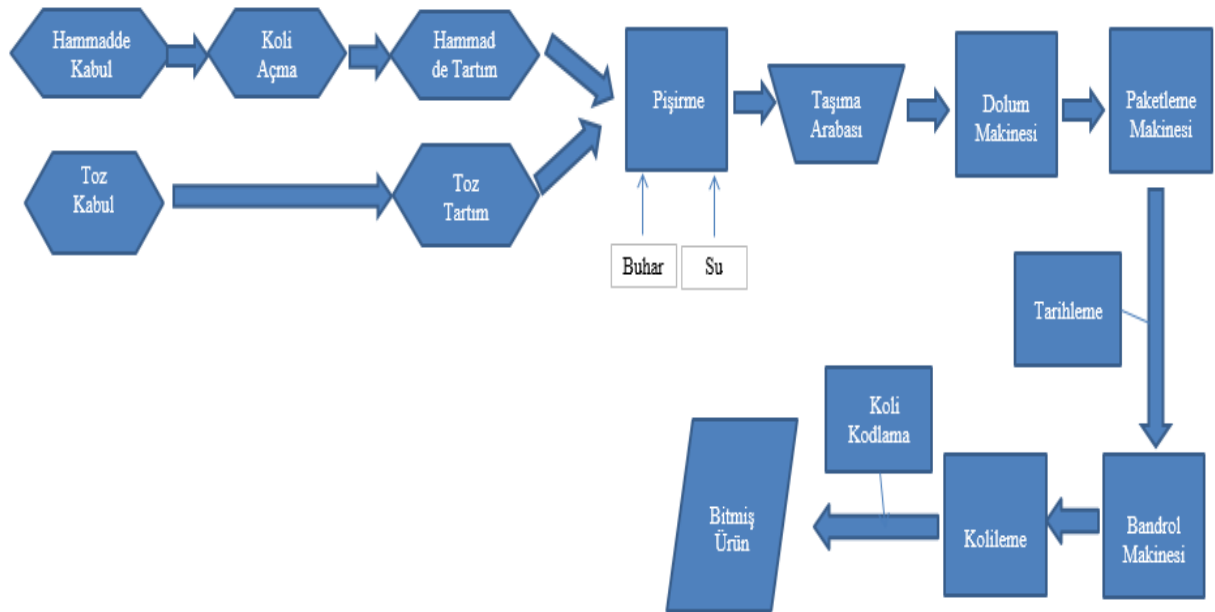 Hammadde
Kabul
Koli
Açma
Hammad
de Tartım
Toz
Kabul
Toz
Tartım
Pişirme
Buhar
Su
Taşıma
Arabası
Dolum
Makinesi
Paketleme
Makinesi
Tarihleme
Bandrol
Makinesi
Kolileme
Koli
Kodlama
Bitmiş
Ürün